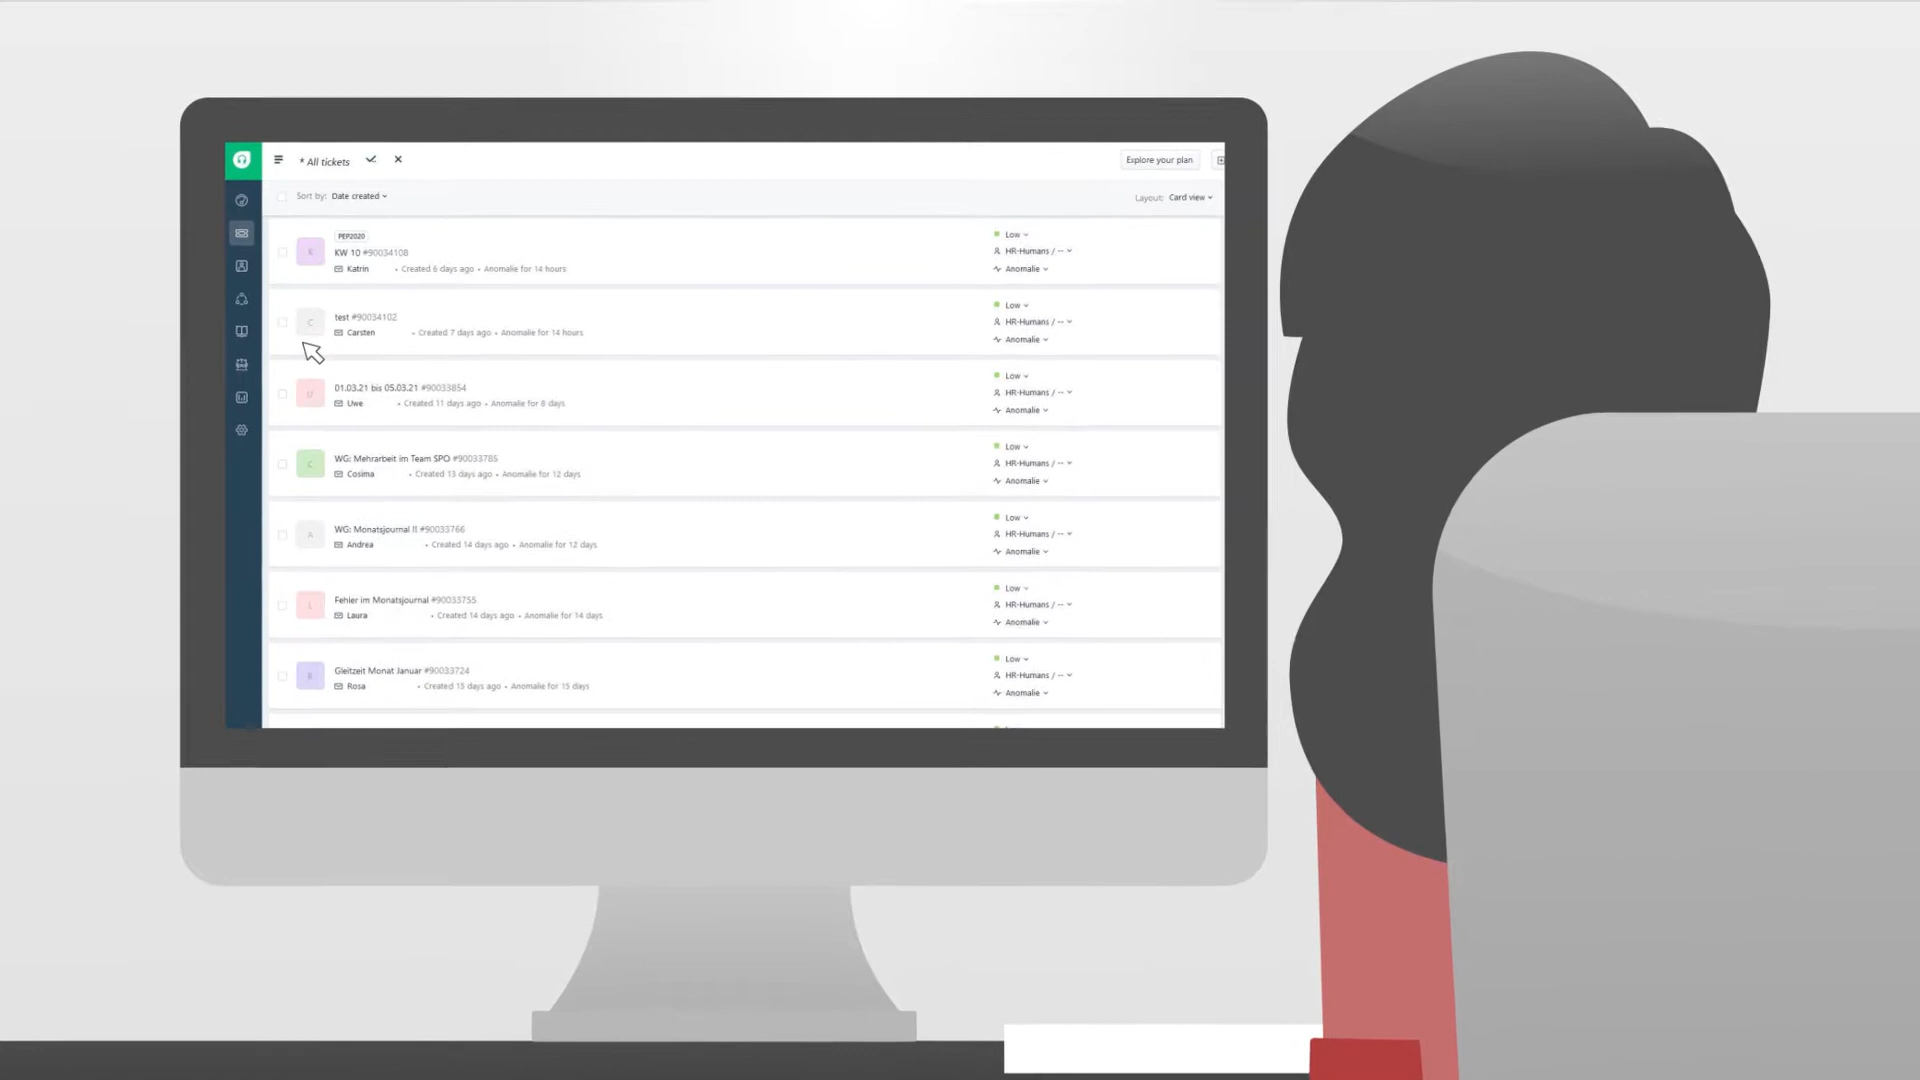 * All tickets
Explore your plan
Sort by: Date created
Layout: Card view
PEP2020
K
KW 10 #90034108
Katrin • Created 6 days ago • Anomalie for 14 hours
Low
HR-Humans / --
Anomalie
C
test #90034102
Carsten • Created 7 days ago • Anomalie for 14 hours
Low
HR-Humans / --
Anomalie
U
01.03.21 bis 05.03.21 #90033854
Uwe • Created 11 days ago • Anomalie for 8 days
Low
HR-Humans / --
Anomalie
C
WG: Mehrarbeit im Team SPO #90033785
Cosima • Created 13 days ago • Anomalie for 12 days
Low
HR-Humans / --
Anomalie
A
WG: Monatsjournal !! #90033766
Andrea • Created 14 days ago • Anomalie for 12 days
Low
HR-Humans / --
Anomalie
L
Fehler im Monatsjournal #90033755
Laura • Created 14 days ago • Anomalie for 14 days
Low
HR-Humans / --
Anomalie
R
Gleitzeit Monat Januar #90033724
Rosa • Created 15 days ago • Anomalie for 15 days
Low
HR-Humans / --
Anomalie